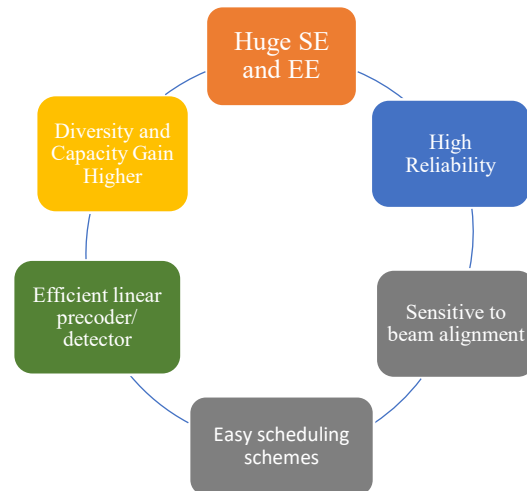 Huge SE
and EE
High
Reliability
Sensitive to
beam alignment
Easy scheduling
schemes
Efficient linear
precoder/
detector
Diversity and
Capacity Gain
Higher